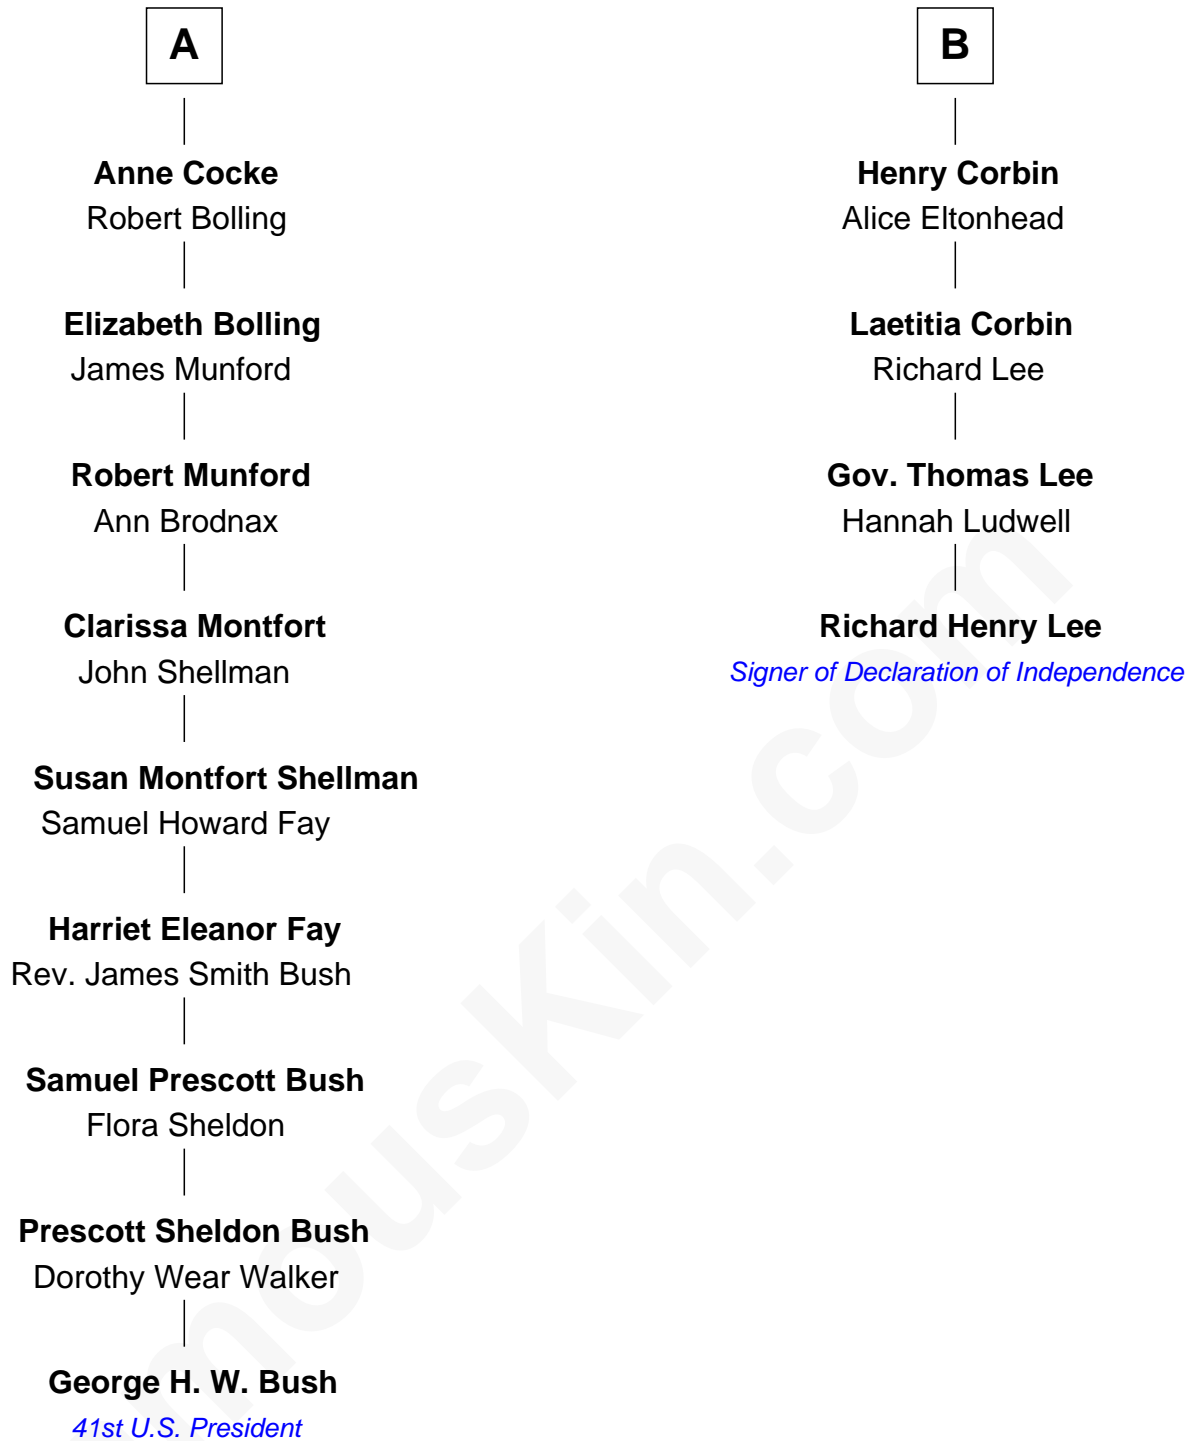 A
Anne Cocke
Robert Bolling
Elizabeth Bolling
James Munford
Robert Munford
Ann Brodnax
Clarissa Montfort
John Shellman
Susan Montfort Shellman
Samuel Howard Fay
Harriet Eleanor Fay
Rev. James Smith Bush
Samuel Prescott Bush
Flora Sheldon
Prescott Sheldon Bush
Dorothy Wear Walker
George H. W. Bush
41st U.S. President
B
Henry Corbin
Alice Eltonhead
Laetitia Corbin
Richard Lee
Gov. Thomas Lee
Hannah Ludwell
Richard Henry Lee
Signer of Declaration of Independence
mousKin.com